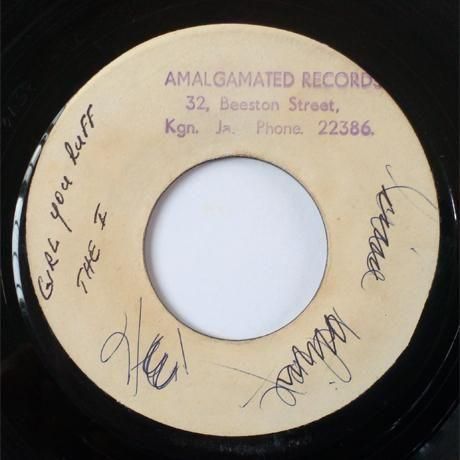 AMALGAMATED RECORDS
32, Beeston Street,
Kgn. Ja. Phone. 22386.
GIRL YOU RUFF
THE I